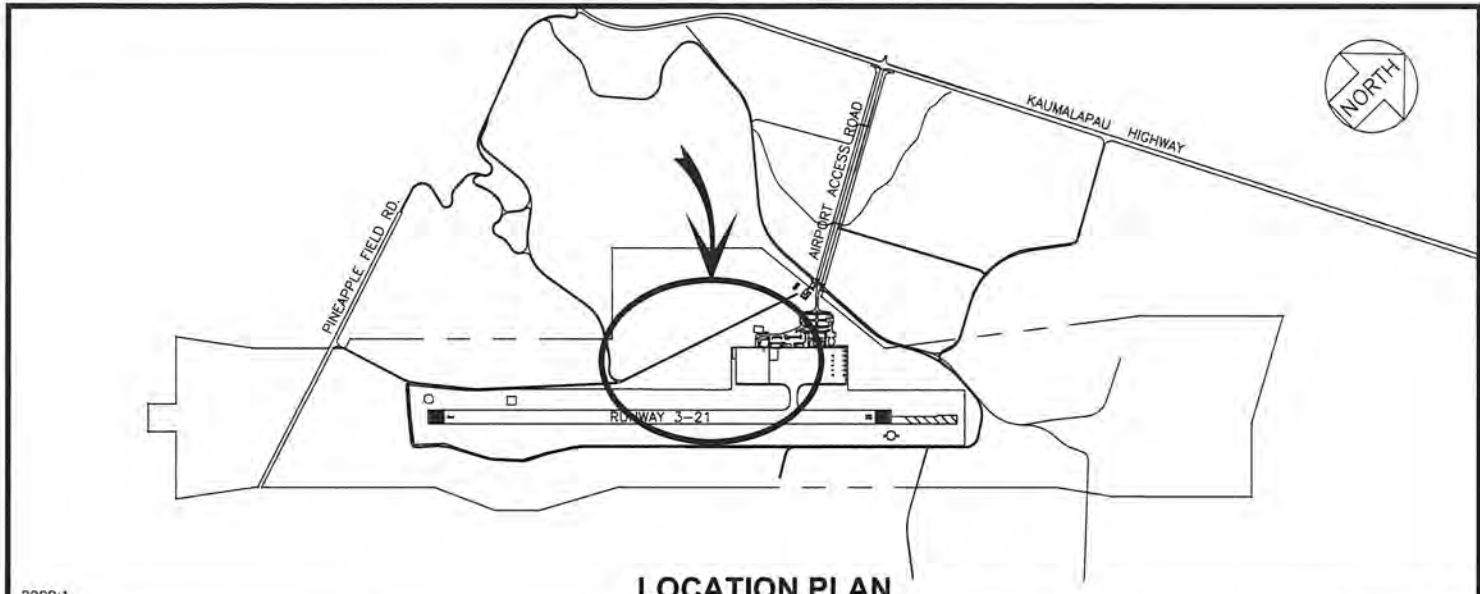 NORTH
KAUMALAPAU HIGHWAY
AIRPORT ACCESS ROAD
PINEAPPLE FIELD RD.
RUNWAY 3-21
LOCATION PLAN